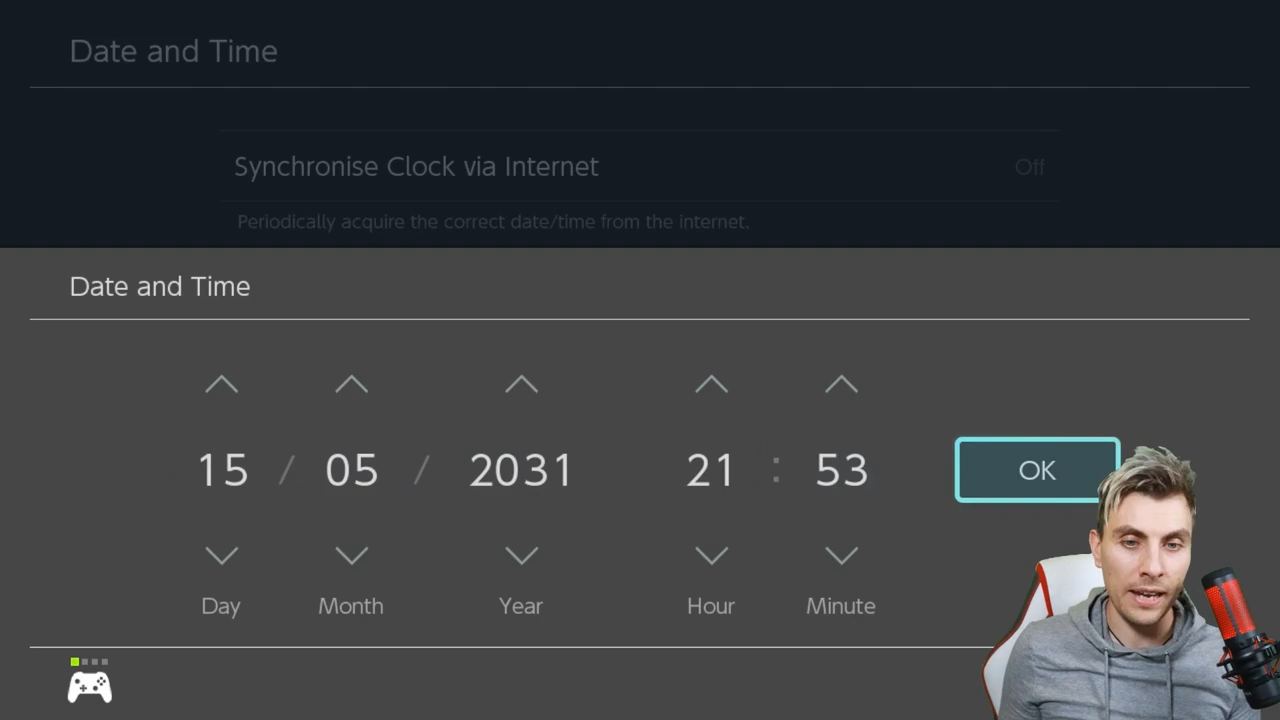 Date and Time
Synchronise Clock via Internet Off
Periodically acquire the correct date/time from the internet.
Date and Time
15 / 05 / 2031 21 : 53 OK
Day Month Year Hour Minute